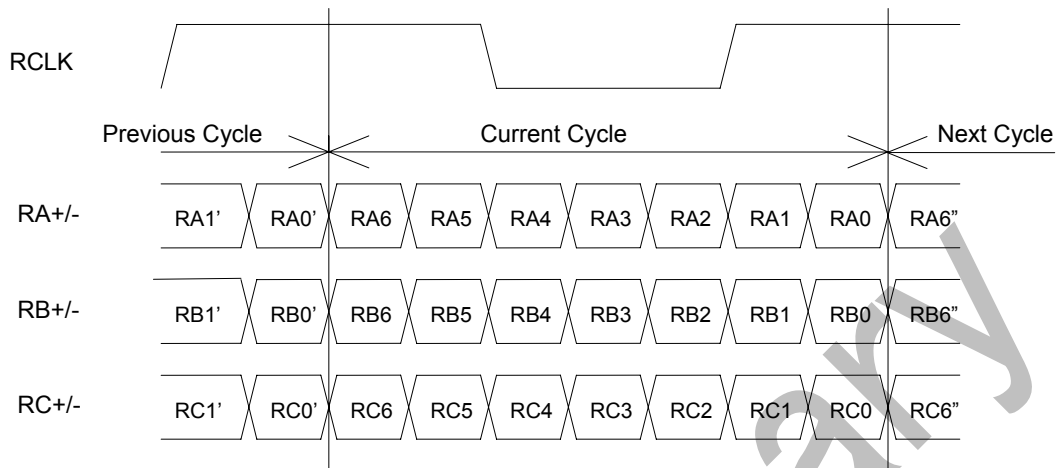 RCLK
Previous Cycle Current Cycle Next Cycle
RA+/- RA1’ RA0’ RA6 RA5 RA4 RA3 RA2 RA1 RA0 RA6”
RB+/- RB1’ RB0’ RB6 RB5 RB4 RB3 RB2 RB1 RB0 RB6”
RC+/- RC1’ RC0’ RC6 RC5 RC4 RC3 RC2 RC1 RC0 RC6”
ary